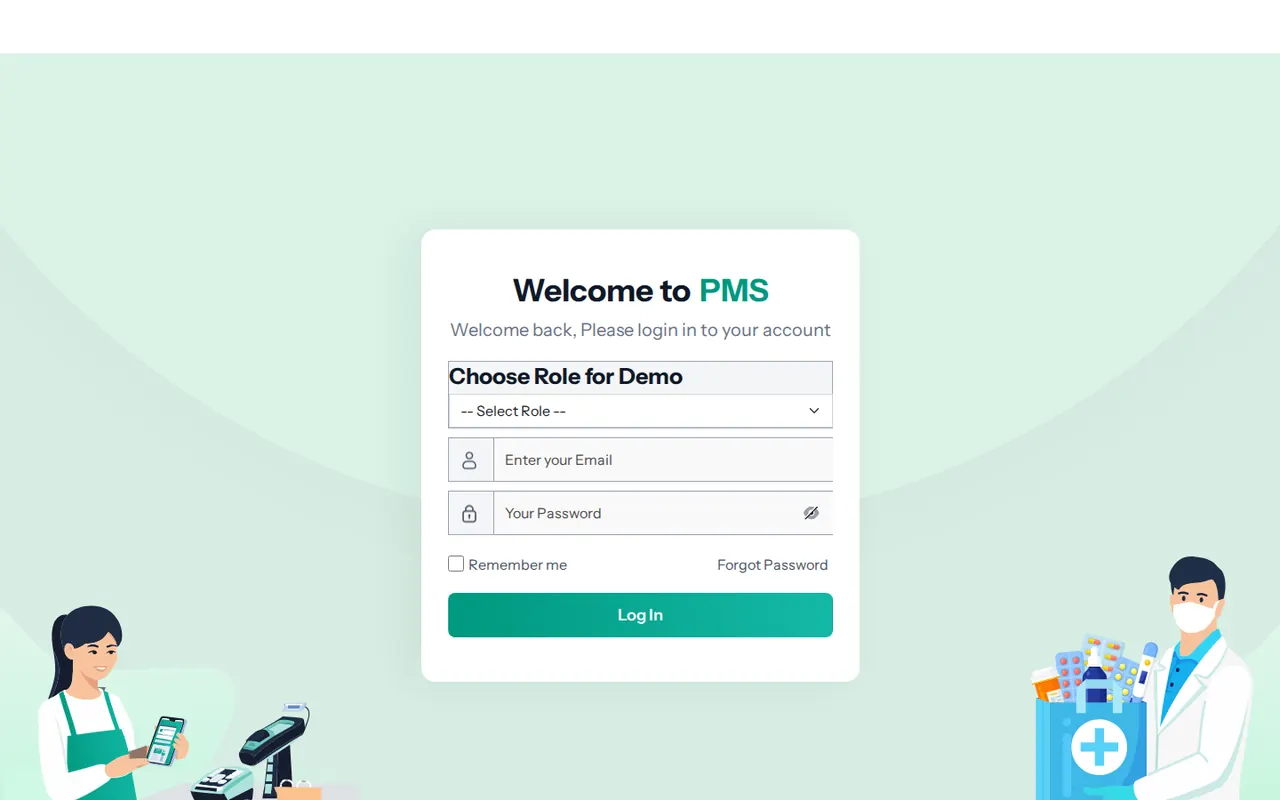 Welcome to PMS
Welcome back, Please login in to your account
Choose Role for Demo
-- Select Role --
Enter your Email
Your Password
Remember me
Forgot Password
Log In